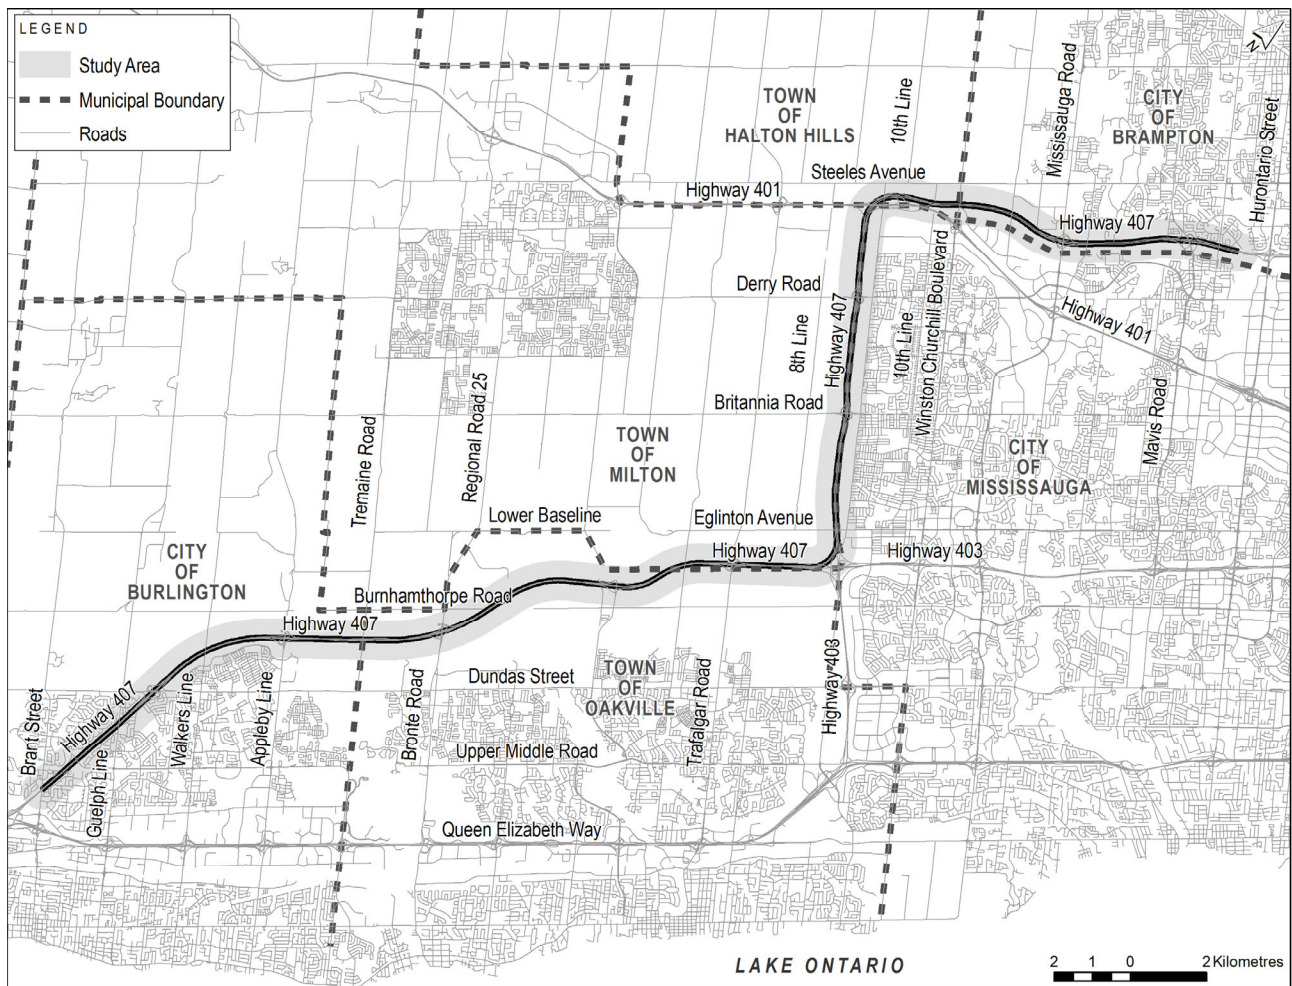 LEGEND
Study Area
Municipal Boundary
Roads
N
TOWN
OF
HALTON HILLS
10th Line
Mississauga Road
CITY
OF
BRAMPTON
Hurontario Street
Steeles Avenue
Highway 401
Highway 407
Derry Road
8th Line
Highway 407
10th Line
Winston Churchill Boulevard
Highway 401
Britannia Road
Mavis Road
Tremaine Road
Regional Road 25
TOWN
OF
MILTON
CITY
OF
MISSISSAUGA
Lower Baseline
Eglinton Avenue
Highway 407
Highway 403
CITY
OF
BURLINGTON
Burnhamthorpe Road
Highway 407
Dundas Street
TOWN
OF
OAKVILLE
Highway 403
Brant Street
Highway 407
Guelph Line
Walkers Line
Appleby Line
Bronte Road
Upper Middle Road
Trafalgar Road
Queen Elizabeth Way
LAKE ONTARIO
2 1 0 2 Kilometres